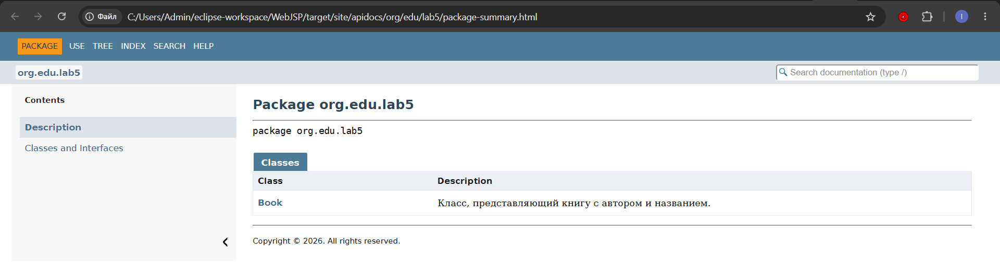 Файл
C:/Users/Admin/eclipse-workspace/WebJSP/target/site/apidocs/org/edu/lab5/package-summary.html
I
PACKAGE USE TREE INDEX SEARCH HELP
org.edu.lab5
Search documentation (type /)
Contents
Description
Classes and Interfaces
Package org.edu.lab5
package org.edu.lab5
Classes
Class Description
Book Класс, представляющий книгу с автором и названием.
Copyright © 2026. All rights reserved.